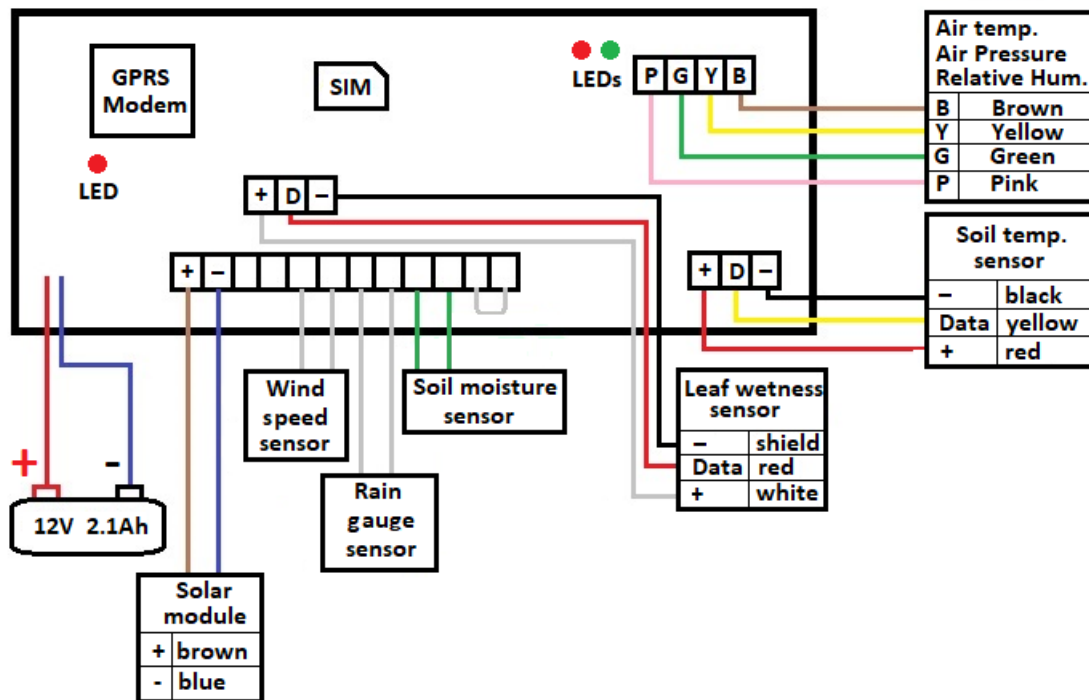 GPRS
Modem
LED
SIM
LEDs
P G Y B
Air temp.
Air Pressure
Relative Hum.
B Brown
Y Yellow
G Green
P Pink
+ D –
+ –
+ D –
Soil temp.
sensor
– black
Data yellow
+ red
Wind
speed
sensor
Soil moisture
sensor
Leaf wetness
sensor
– shield
Data red
+ white
+ -
12V 2.1Ah
Rain
gauge
sensor
Solar
module
+ brown
- blue